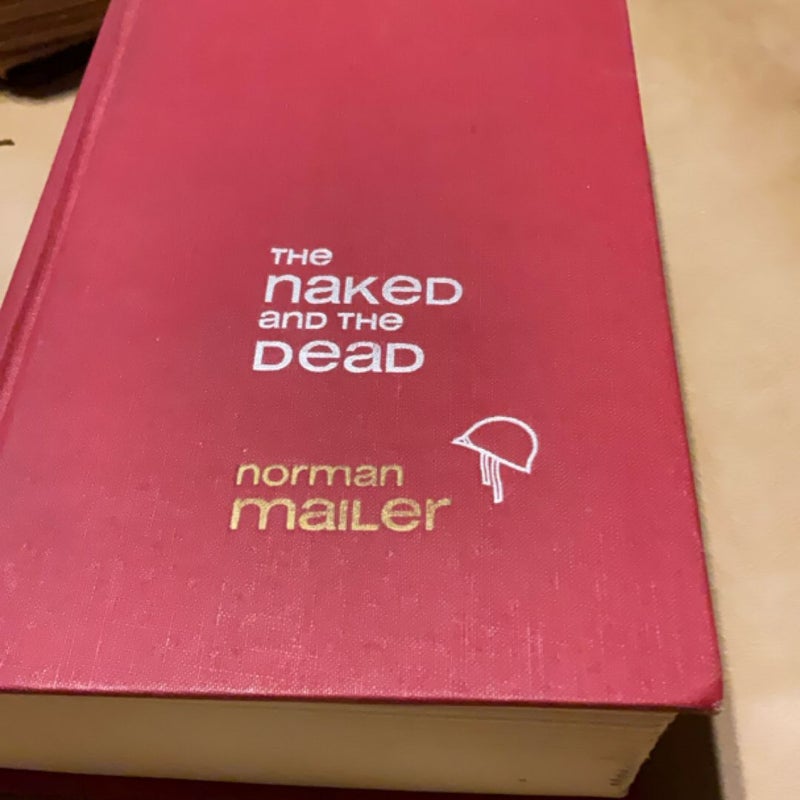 THe
naKeD
anD THe
DeaD
norman
maiLer